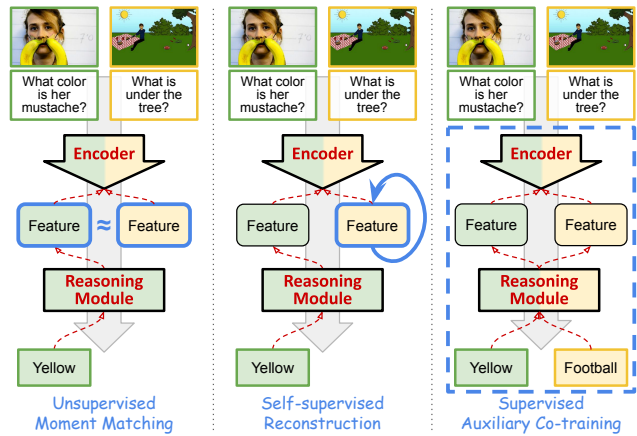 What color
is her
mustache?
What is
under the
tree?
Encoder
Feature
≈
Feature
Reasoning
Module
Yellow
Unsupervised
Moment Matching
What color
is her
mustache?
What is
under the
tree?
Encoder
Feature
Feature
Reasoning
Module
Yellow
Self-supervised
Reconstruction
What color
is her
mustache?
What is
under the
tree?
Encoder
Feature
Feature
Reasoning
Module
Yellow
Football
Supervised
Auxiliary Co-training